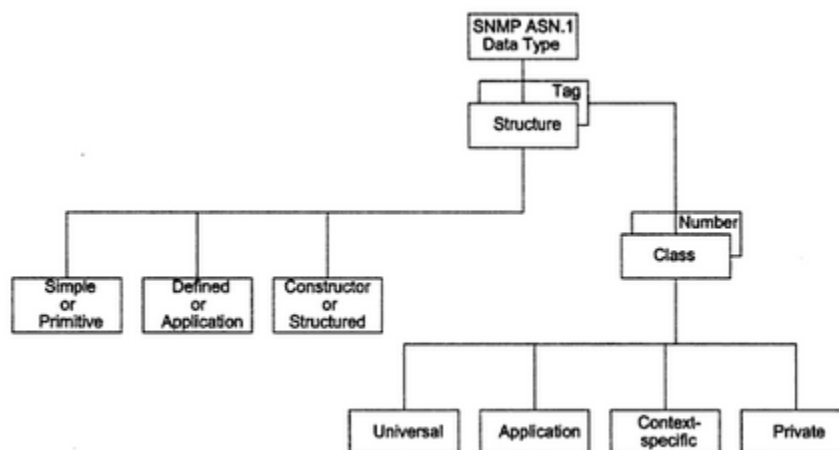 SNMP ASN.1
Data Type
Tag
Structure
Number
Class
Simple
or
Primitive
Defined
or
Application
Constructor
or
Structured
Universal
Application
Context-
specific
Private